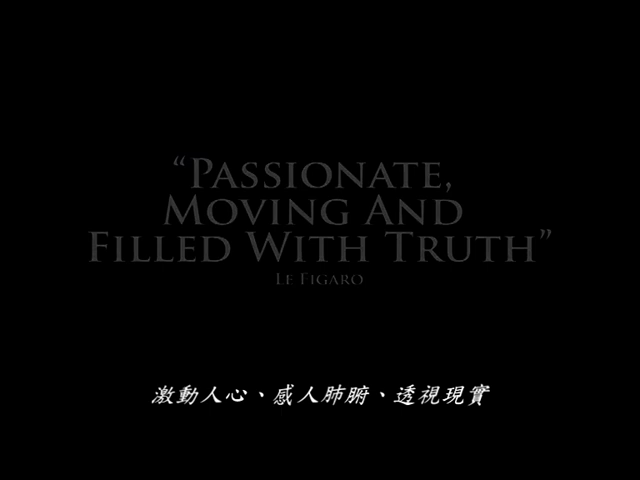 “PASSIONATE,
MOVING AND
FILLED WITH TRUTH”
LE FIGARO
激動人心、感人肺腑、透視現實